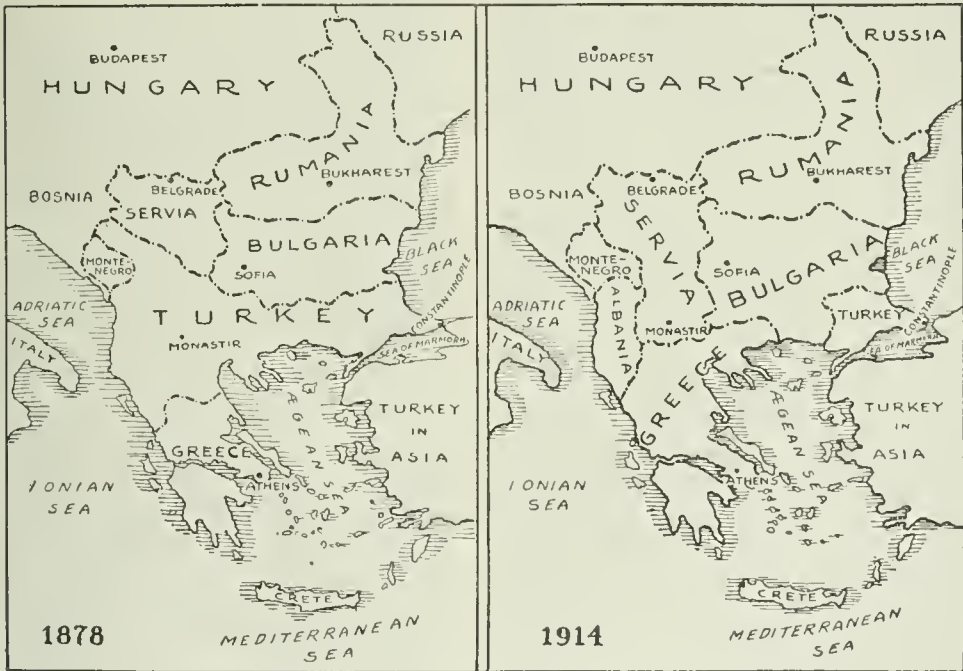 RUSSIA
BUDAPEST
HUNGARY
RUMANIA
BUKHAREST
BOSNIA
BELGRADE
SERVIA
BULGARIA
MONTE-
NEGRO
SOFIA
BLACK
SEA
ADRIATIC
SEA
TURKEY
CONSTANTINOPLE
ITALY
MONASTIR
SEA OF MARMORA
ÆGEAN SEA
TURKEY
IN
ASIA
GREECE
ATHENS
IONIAN
SEA
CRETE
MEDITERRANEAN
SEA
1878
RUSSIA
BUDAPEST
HUNGARY
RUMANIA
BUKHAREST
BOSNIA
BELGRADE
SERVIA
MONTE-
NEGRO
SOFIA
BULGARIA
BLACK
SEA
ADRIATIC
SEA
ALBANIA
TURKEY
CONSTANTINOPLE
ITALY
MONASTIR
SEA OF MARMORA
GREECE
ÆGEAN SEA
TURKEY
IN
ASIA
ATHENS
IONIAN
SEA
CRETE
MEDITERRANEAN
SEA
1914